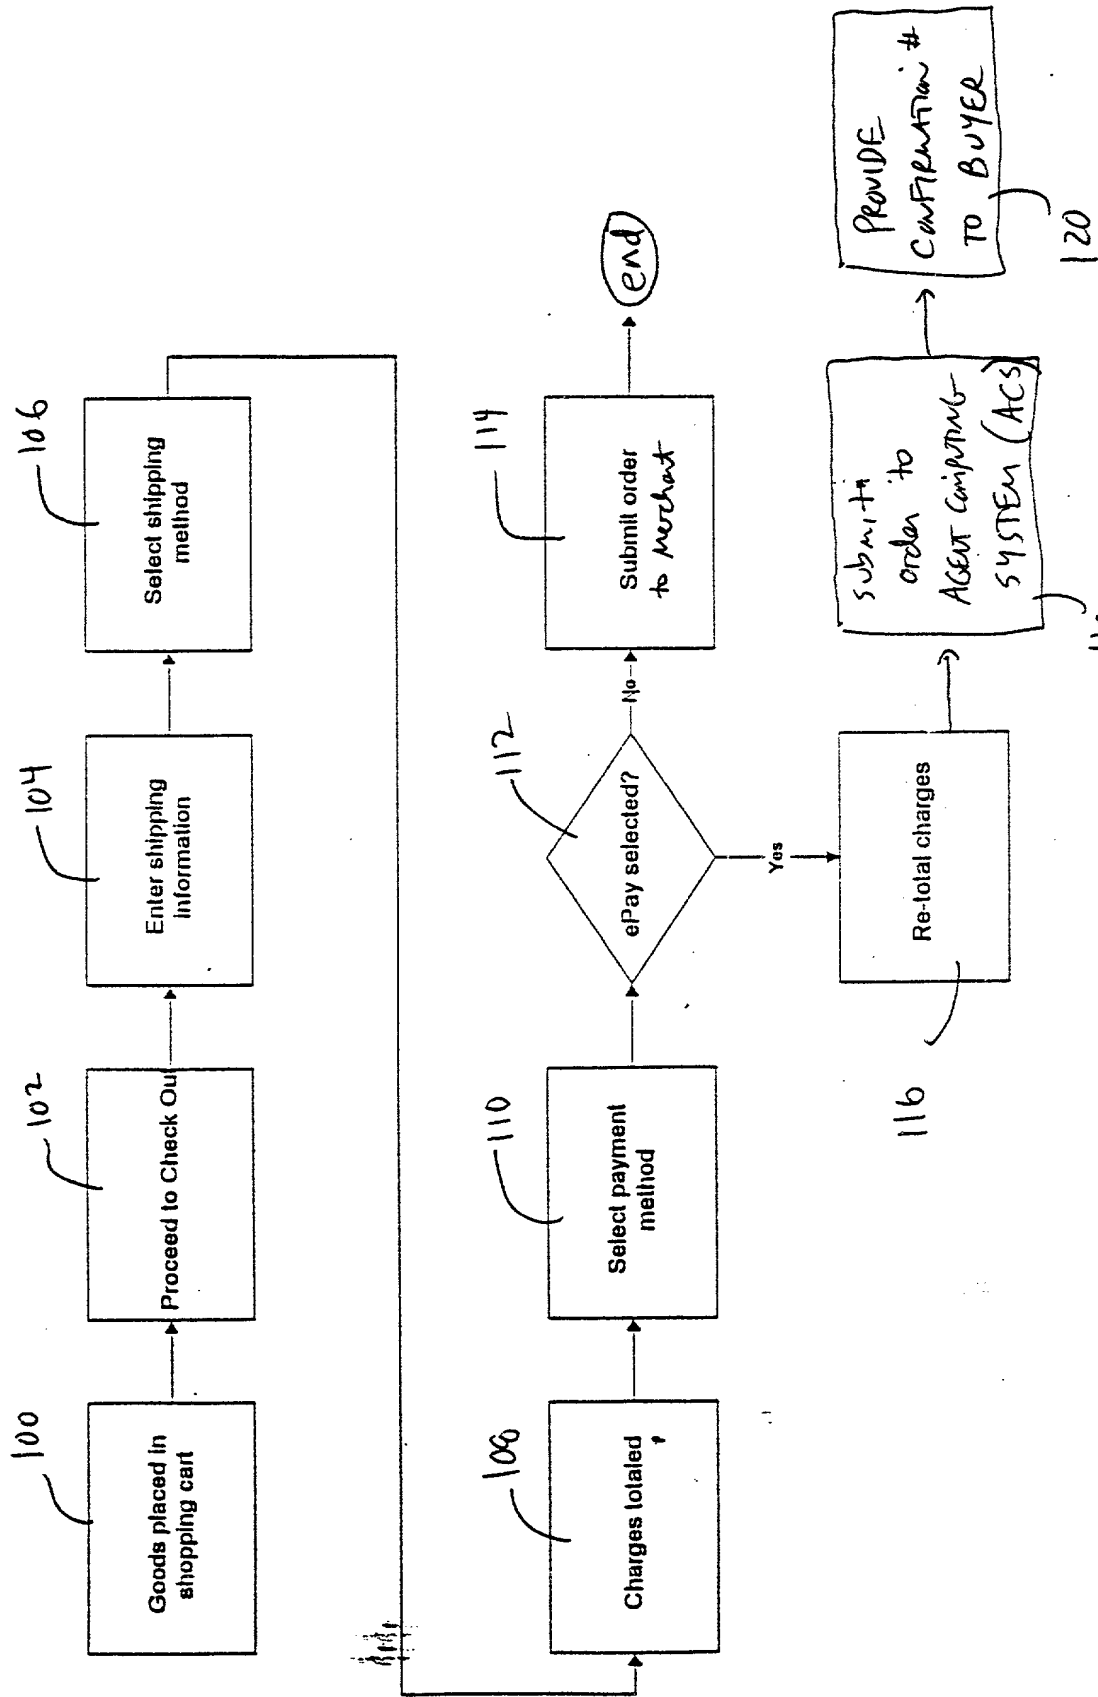 100
Goods placed in
shopping cart
102
Proceed to Check Out
104
Enter shipping
information
106
Select shipping
method
108
Charges totaled
110
Select payment
method
112
ePay selected?
No
114
Submit order
to merchant
end
Yes
116
Re-total charges
submit
order to
AGENT COMPUTING
SYSTEM (ACS)
PROVIDE
CONFIRMATION #
TO BUYER
120